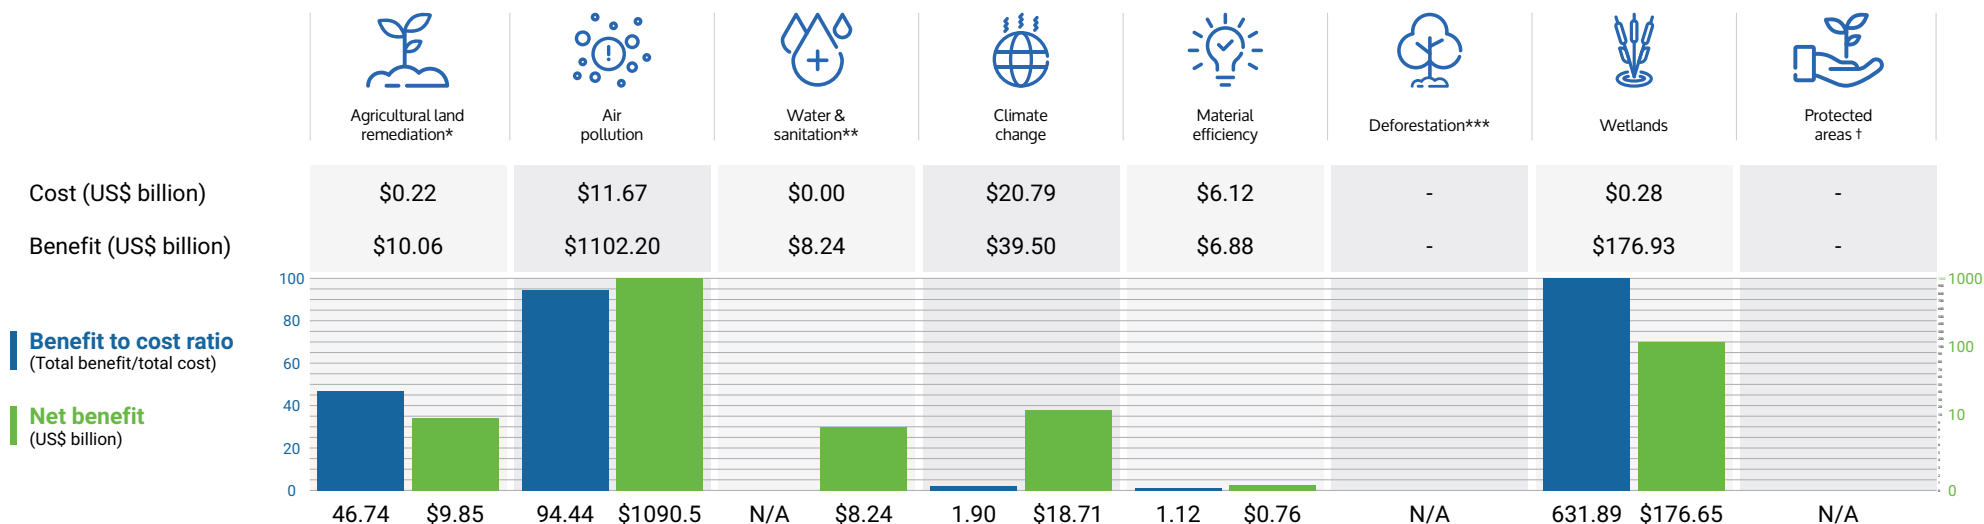 Agricultural land
remediation*
Air
pollution
Water &
sanitation**
Climate
change
Material
efficiency
Deforestation***
Wetlands
Protected
areas †
Cost (US$ billion)
$0.22
$11.67
$0.00
$20.79
$6.12
-
$0.28
-
Benefit (US$ billion)
$10.06
$1102.20
$8.24
$39.50
$6.88
-
$176.93
-
Benefit to cost ratio
(Total benefit/total cost)
Net benefit
(US$ billion)
100
80
60
40
20
0
1000
100
10
0
46.74 $9.85
94.44 $1090.5
N/A $8.24
1.90 $18.71
1.12 $0.76
N/A
631.89 $176.65
N/A